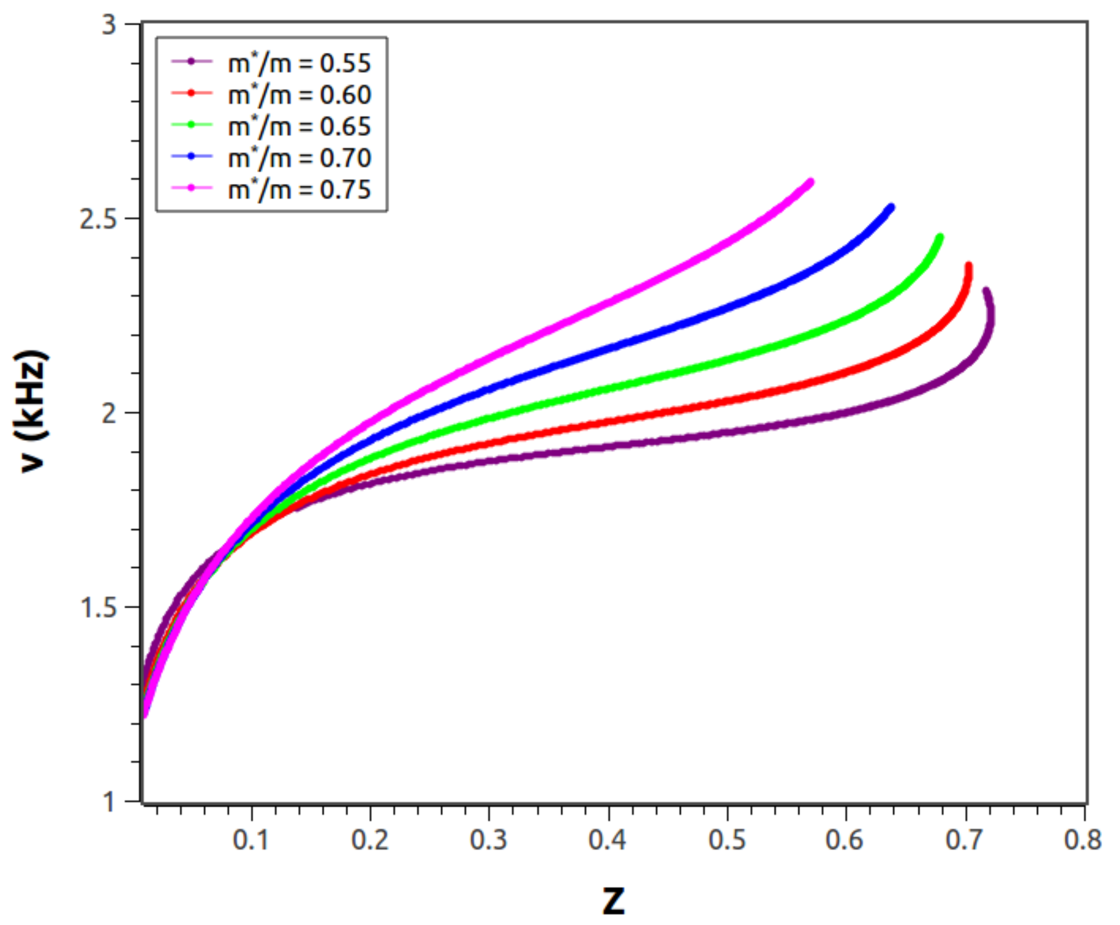 3
2.5
2
1.5
1
ν (kHz)
m*/m = 0.55
m*/m = 0.60
m*/m = 0.65
m*/m = 0.70
m*/m = 0.75
0.1 0.2 0.3 0.4 0.5 0.6 0.7 0.8
Z